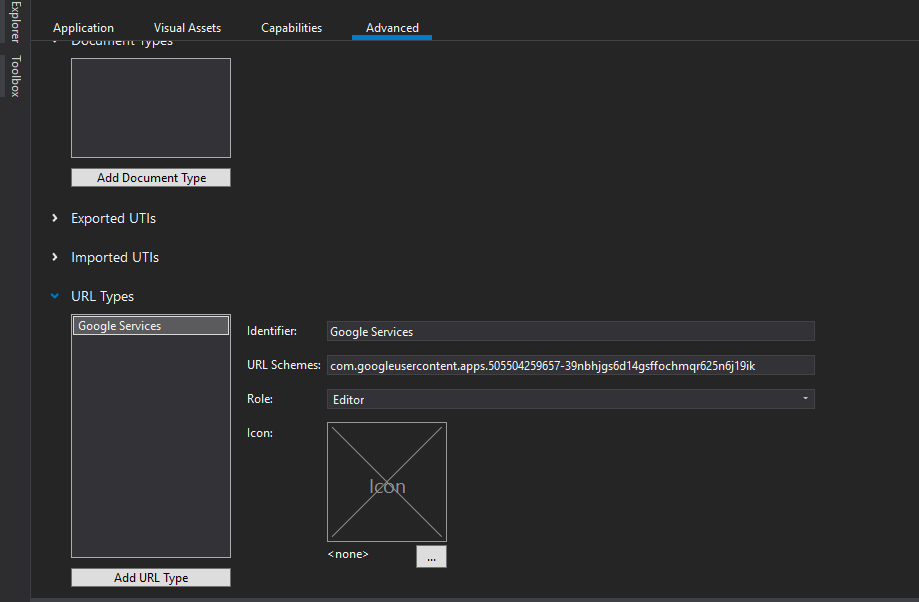 Explorer
Toolbox
Application Visual Assets Capabilities Advanced
Document Types
Add Document Type
Exported UTIs
Imported UTIs
URL Types
Google Services
Identifier: Google Services
URL Schemes: com.googleusercontent.apps.505504259657-39nbhjgs6d14gsffochmqr625n6j19ik
Role: Editor
Icon:
Icon
<none> ...
Add URL Type